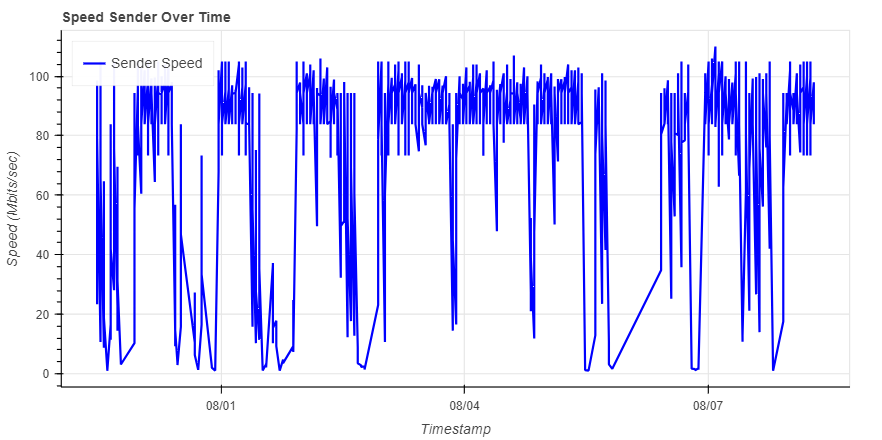 Speed Sender Over Time
Sender Speed
100
80
60
40
20
0
Speed (Mbits/sec)
08/01
08/04
08/07
Timestamp